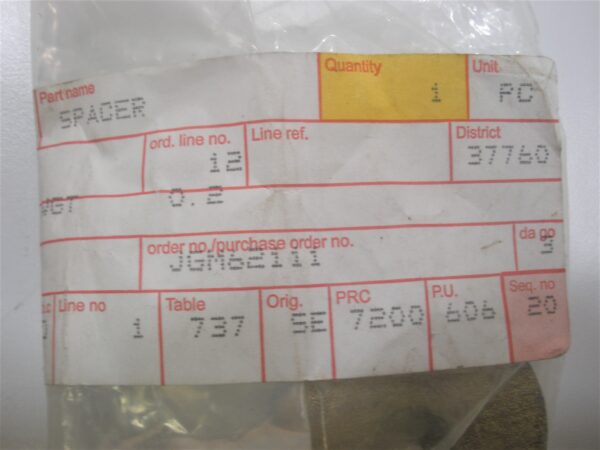 Part name Quantity Unit
SPACER 1 PC
ord. line no. Line ref. District
12 37760
WGT 0.2
order no./purchase order no. da go
JGM62111 3
Line no Table Orig. PRC P.U. Seq. no
1 737 SE 7200 606 20